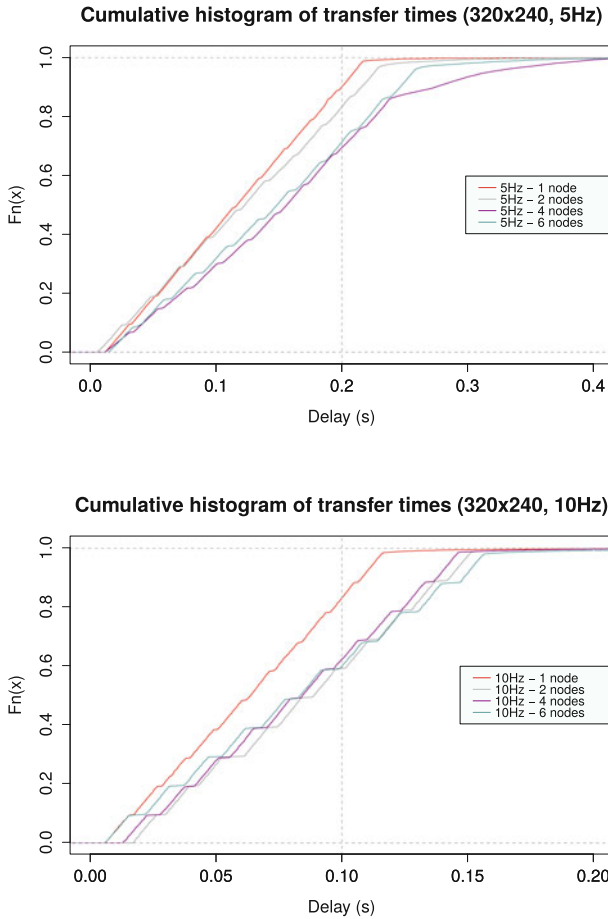 Cumulative histogram of transfer times (320x240, 5Hz)
1.0
0.8
0.6
0.4
0.2
0.0
Fn(x)
5Hz − 1 node
5Hz − 2 nodes
5Hz − 4 nodes
5Hz − 6 nodes
0.0 0.1 0.2 0.3 0.4
Delay (s)
Cumulative histogram of transfer times (320x240, 10Hz)
1.0
0.8
0.6
0.4
0.2
0.0
Fn(x)
10Hz − 1 node
10Hz − 2 nodes
10Hz − 4 nodes
10Hz − 6 nodes
0.00 0.05 0.10 0.15 0.20
Delay (s)